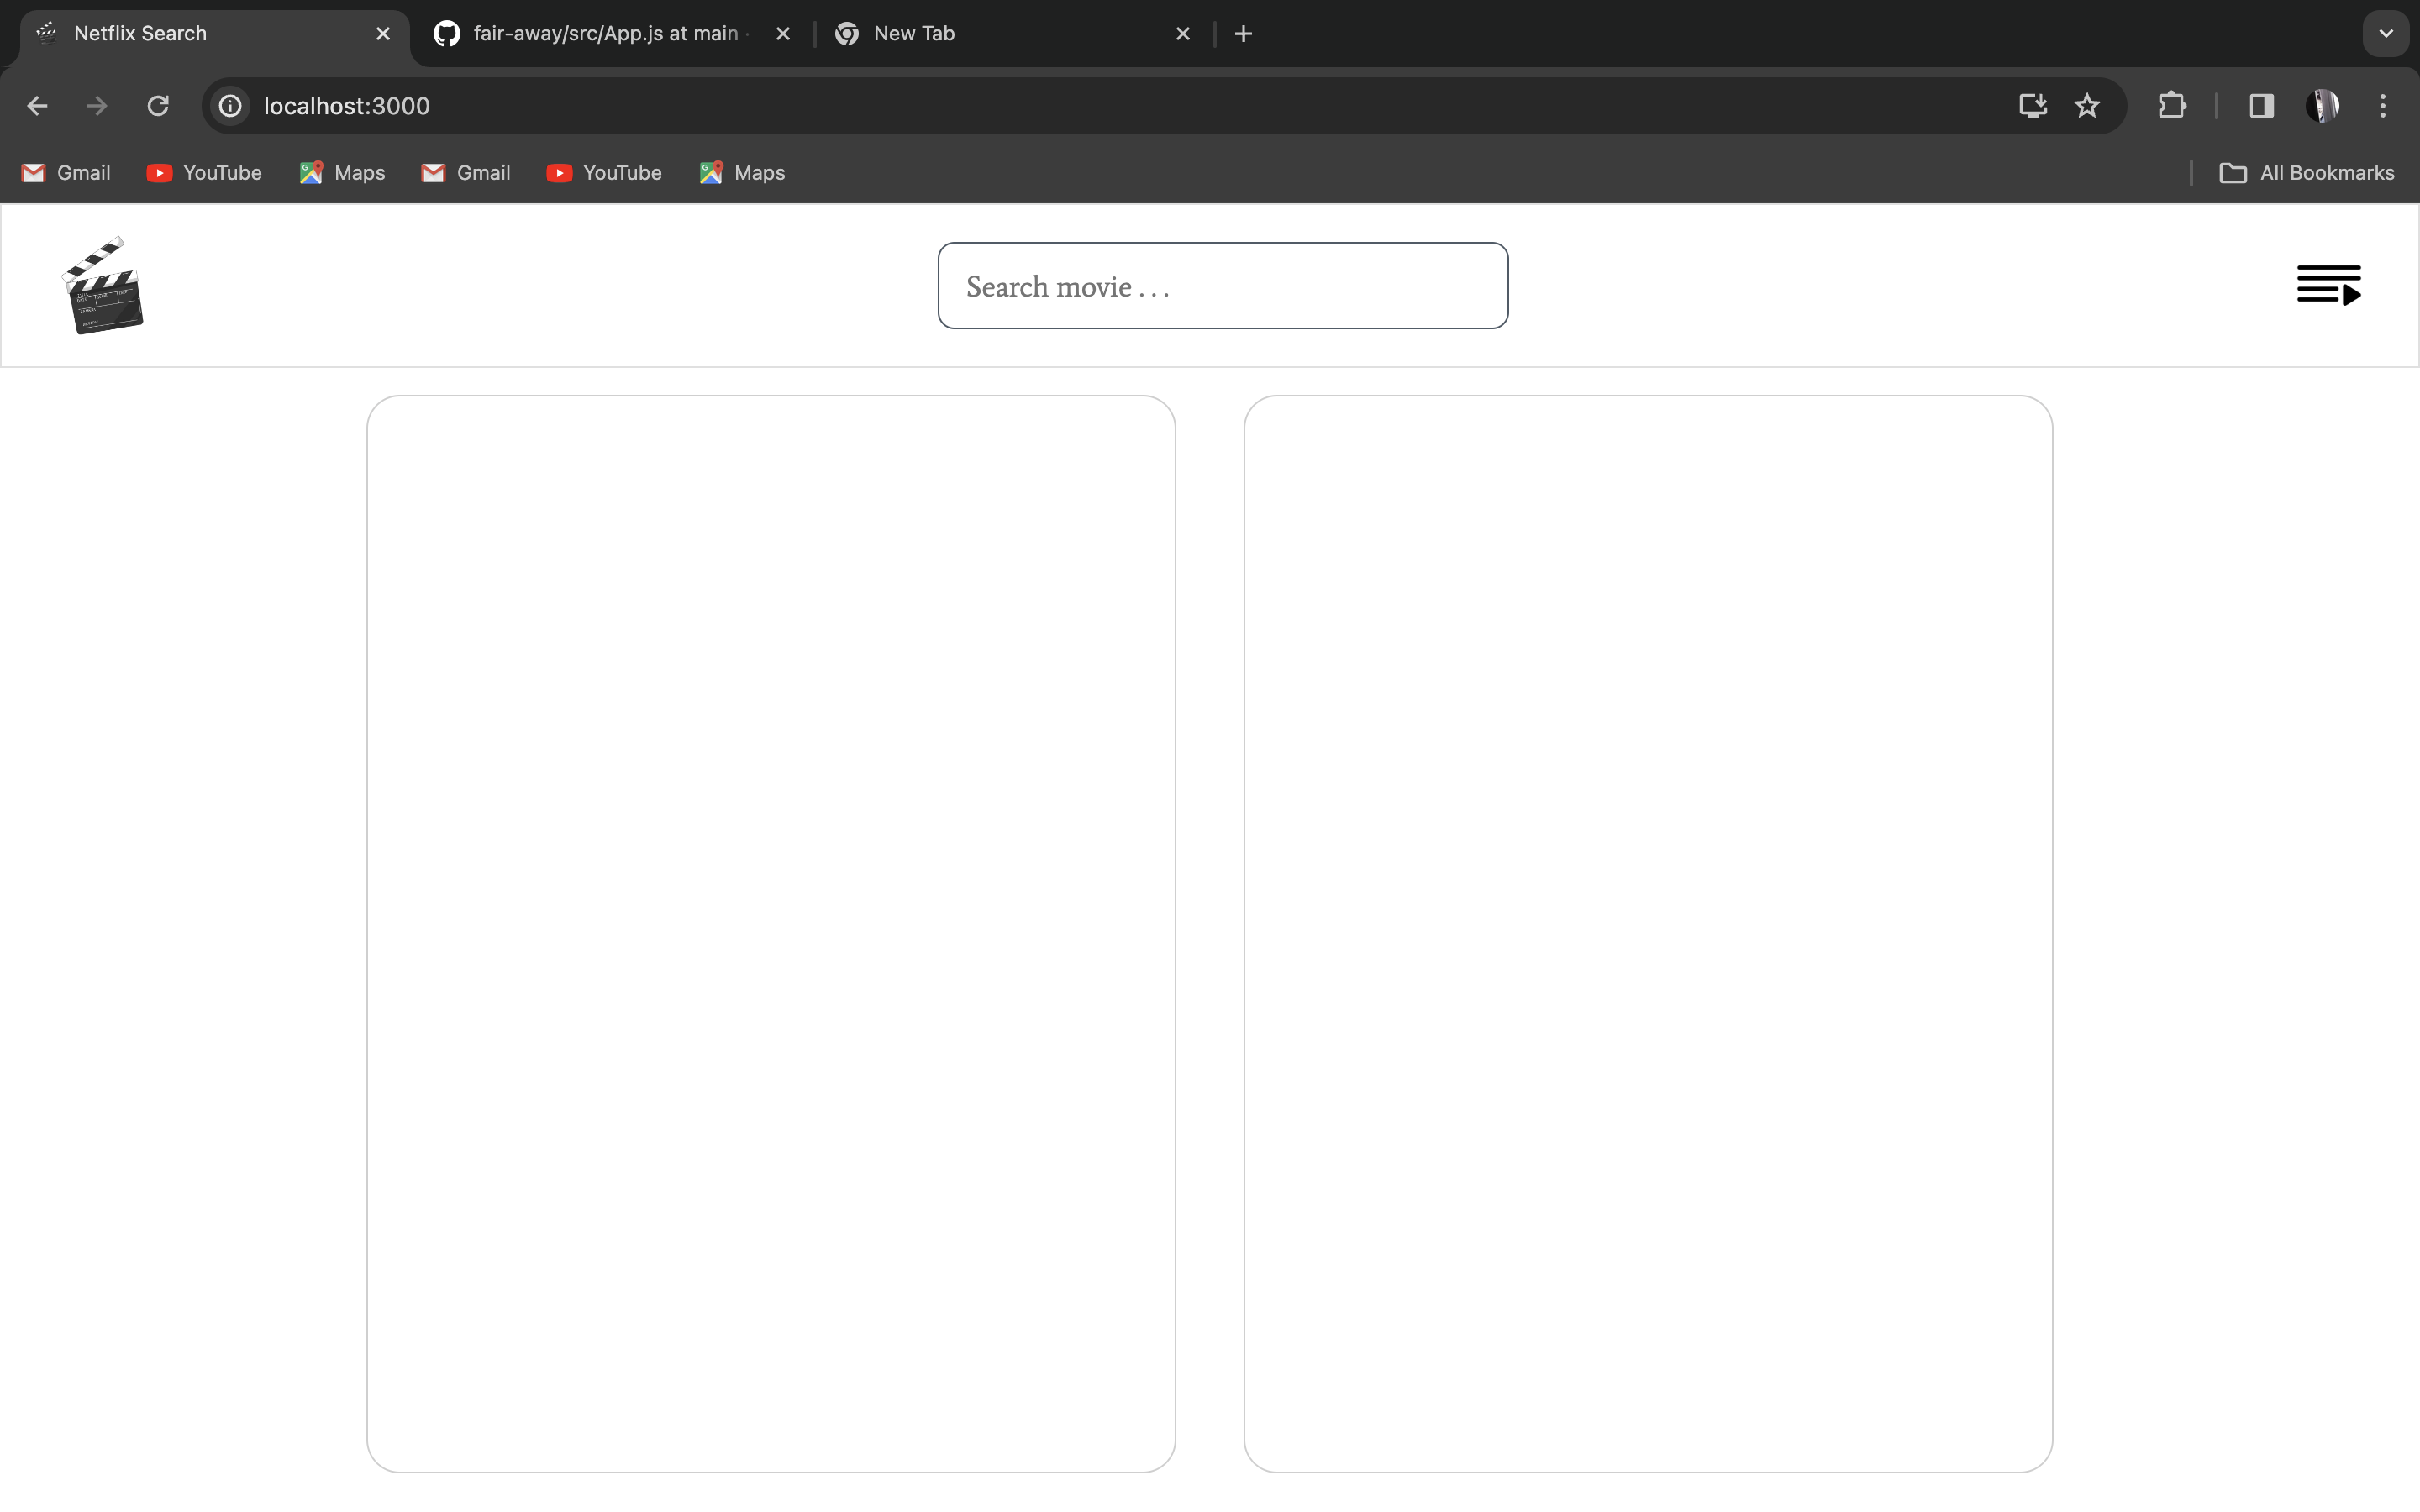 Netflix Search
fair-away/src/App.js at main
New Tab
localhost:3000
Gmail YouTube Maps Gmail YouTube Maps All Bookmarks
Search movie . . .